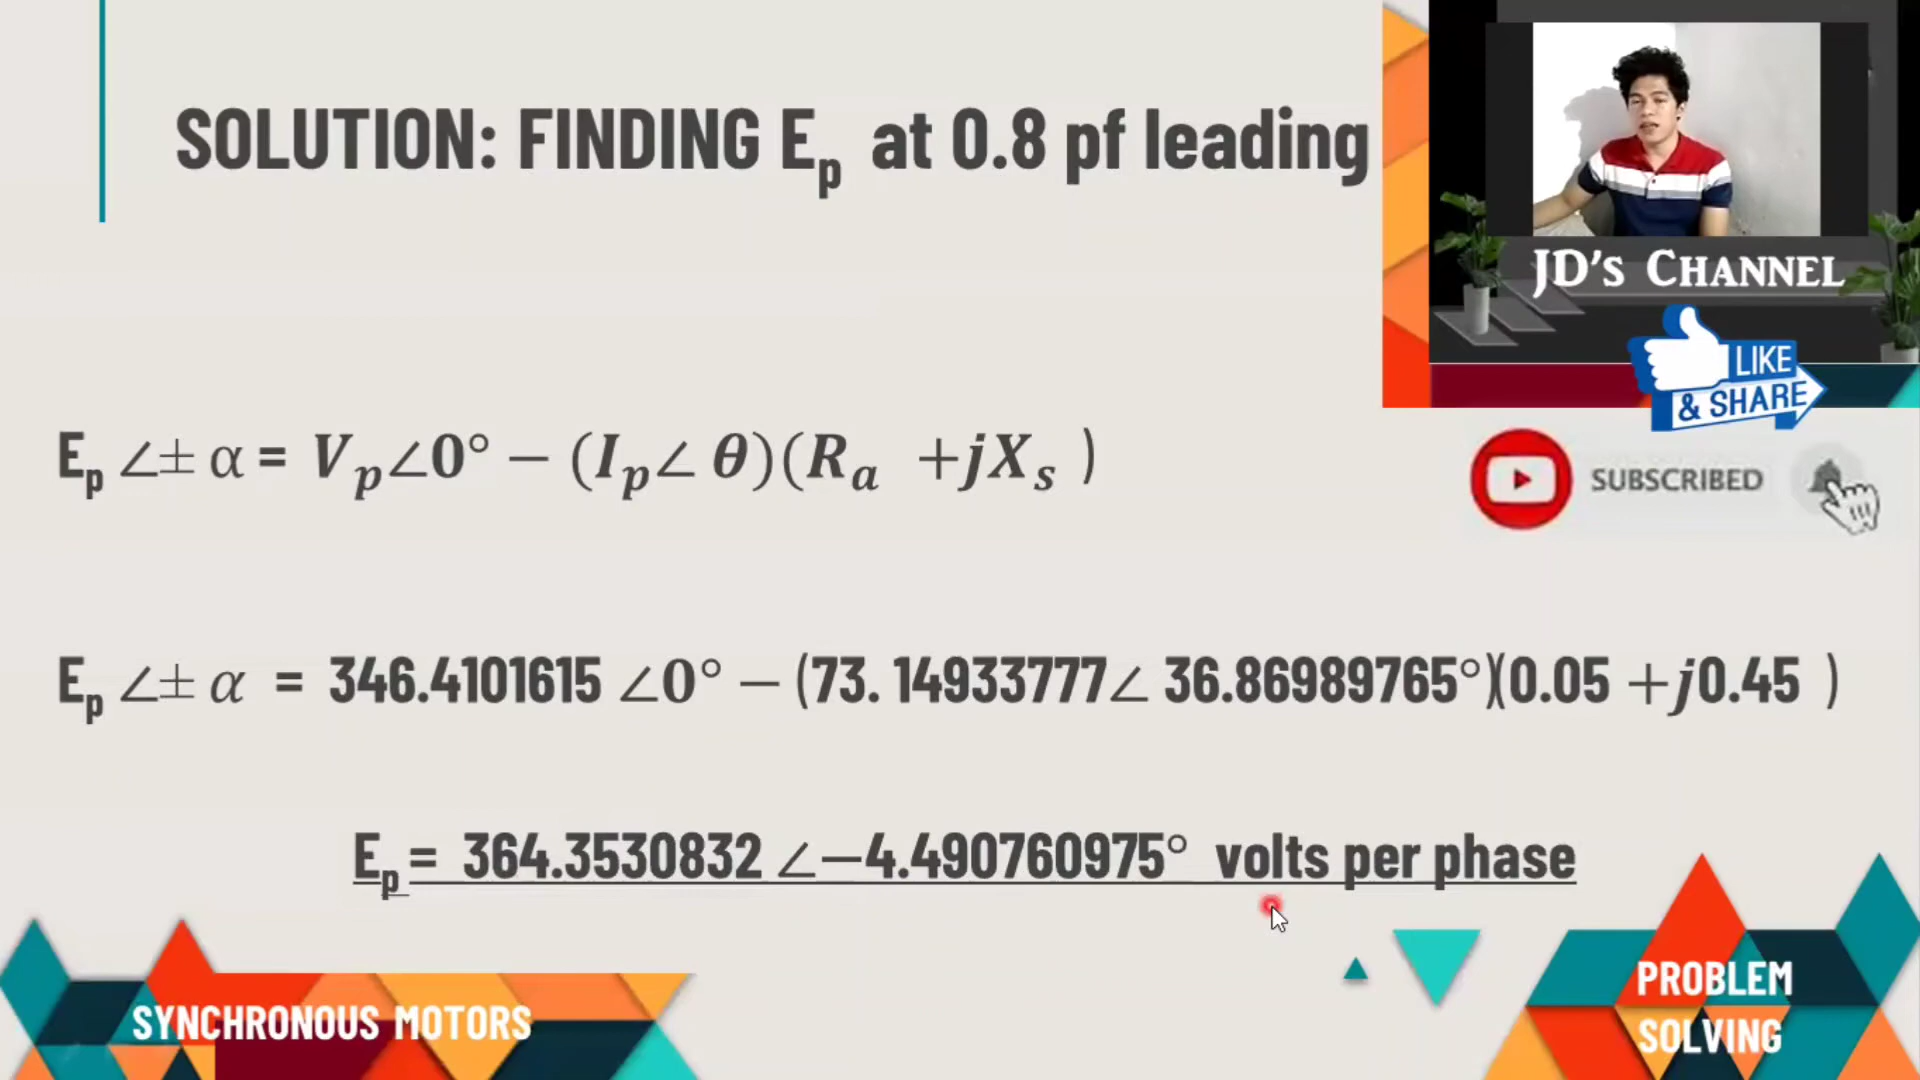 SOLUTION: FINDING Eₚ at 0.8 pf leading
JD's CHANNEL
LIKE
& SHARE
Eₚ ∠± α = Vₚ∠0° − (Iₚ∠ θ)(Rₐ +jXₛ )
SUBSCRIBED
Eₚ ∠± α = 346.4101615 ∠0° − (73. 14933777∠ 36.86989765°)(0.05 +j0.45 )
Eₚ = 364.3530832 ∠−4.490760975° volts per phase
SYNCHRONOUS MOTORS
PROBLEM
SOLVING